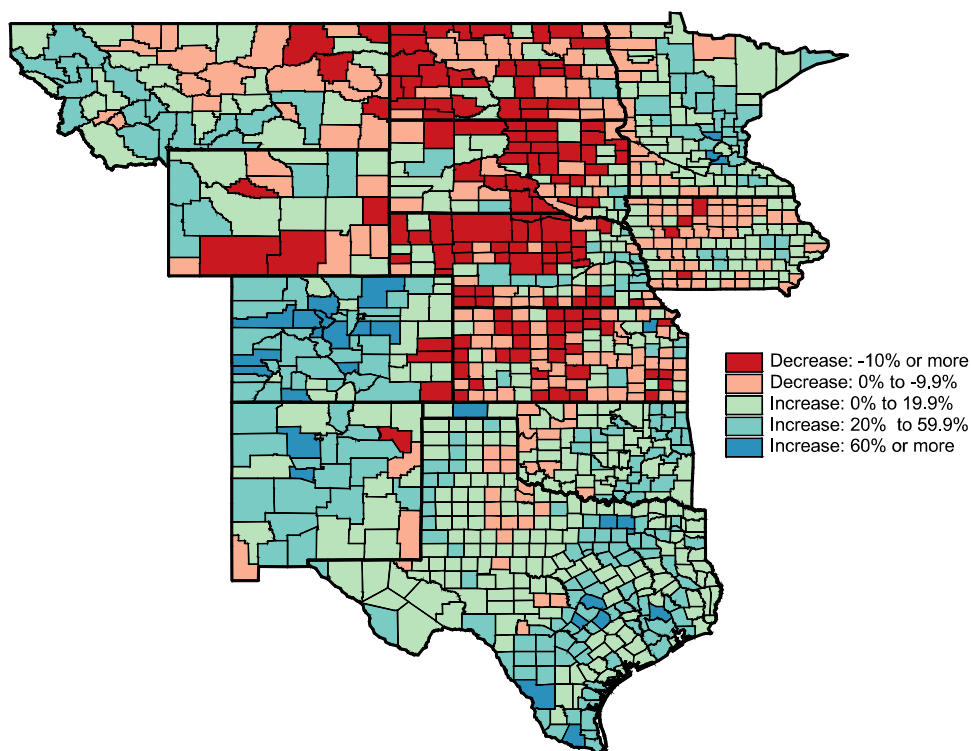 Decrease: -10% or more
Decrease: 0% to -9.9%
Increase: 0% to 19.9%
Increase: 20% to 59.9%
Increase: 60% or more